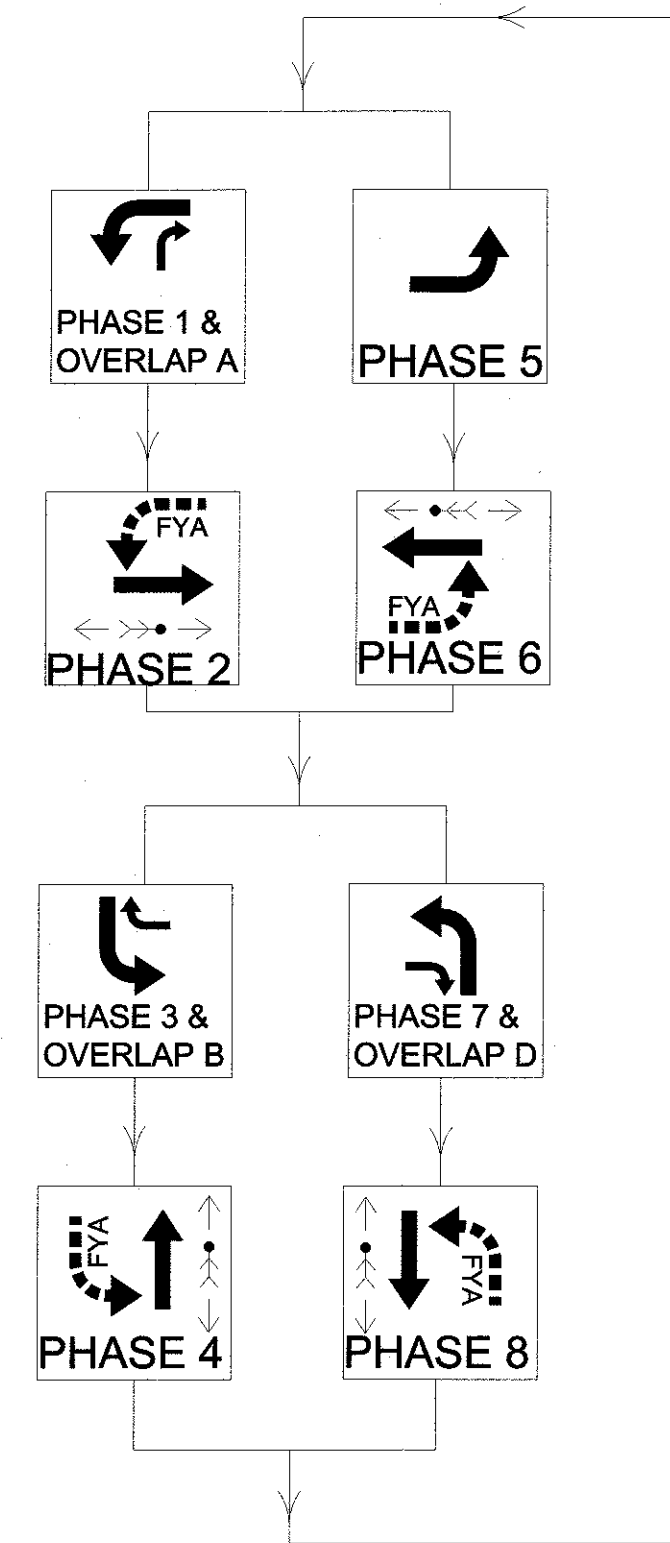 PHASE 1 &
OVERLAP A
PHASE 5
FYA
PHASE 2
FYA
PHASE 6
PHASE 3 &
OVERLAP B
PHASE 7 &
OVERLAP D
FYA
PHASE 4
FYA
PHASE 8